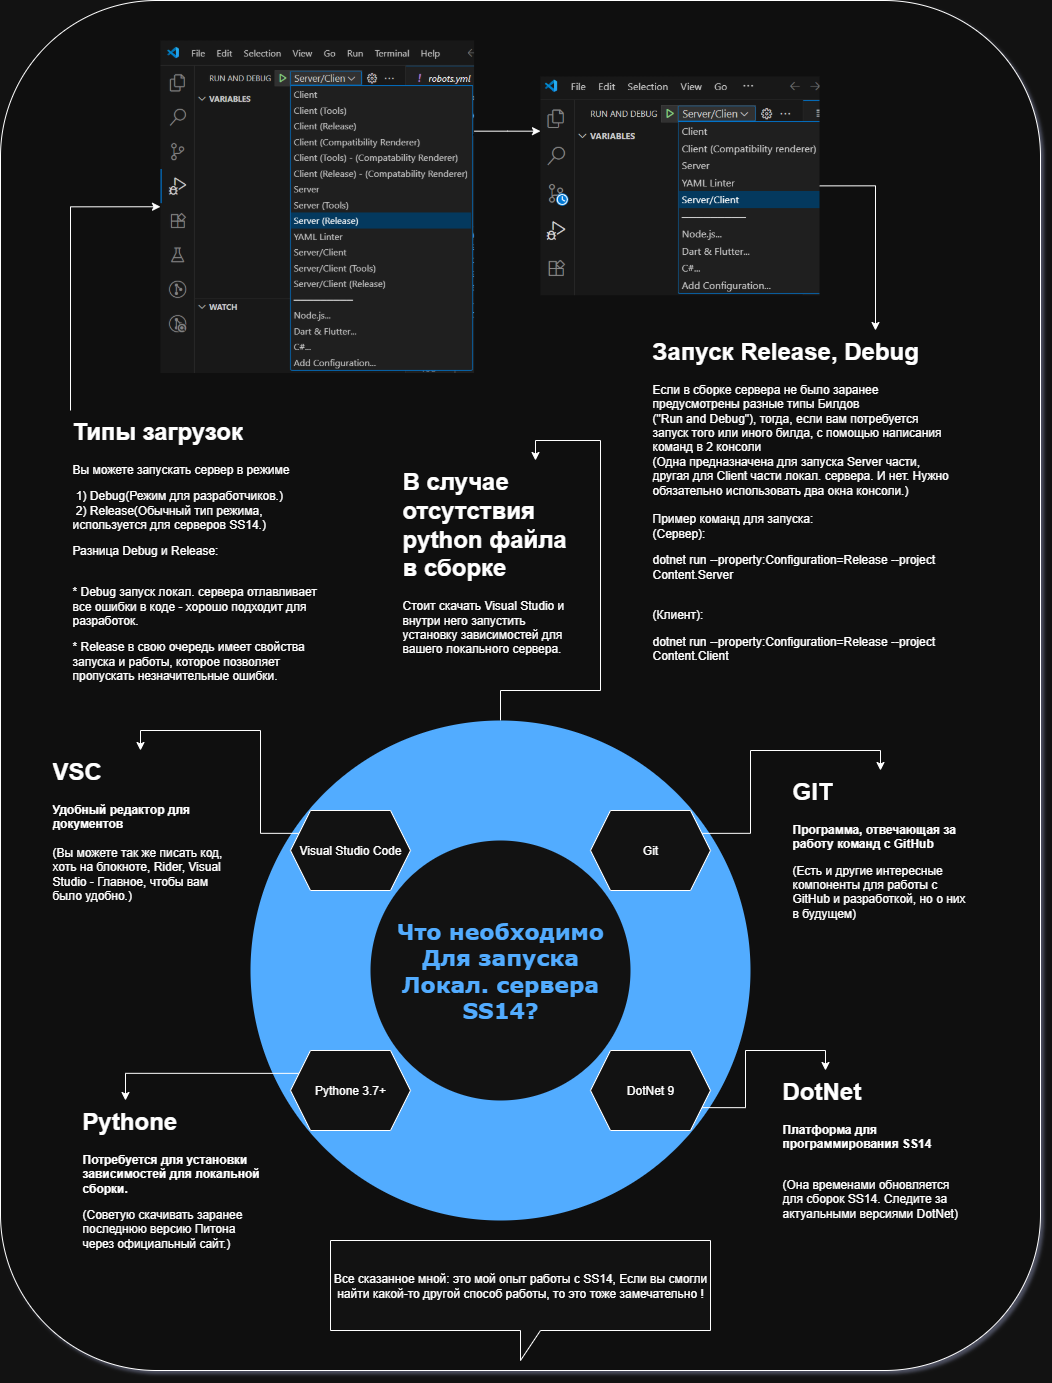 File Edit Selection View Go Run Terminal Help
RUN AND DEBUG Server/Clien ! robots.yml
VARIABLES
Client
Client (Tools)
Client (Release)
Client (Compatibility Renderer)
Client (Tools) - (Compatability Renderer)
Client (Release) - (Compatability Renderer)
Server
Server (Tools)
Server (Release)
YAML Linter
Server/Client
Server/Client (Tools)
Server/Client (Release)
WATCH
Node.js...
Dart & Flutter...
C#...
Add Configuration...
File Edit Selection View Go ...
RUN AND DEBUG Server/Clien
VARIABLES
Client
Client (Compatibility renderer)
Server
YAML Linter
Server/Client
Node.js...
Dart & Flutter...
C#...
Add Configuration...
Типы загрузок
Вы можете запускать сервер в режиме
1) Debug(Режим для разработчиков.)
2) Release(Обычный тип режима,
используется для серверов SS14.)
Разница Debug и Release:
* Debug запуск локал. сервера отлавливает
все ошибки в коде - хорошо подходит для
разработок.
* Release в свою очередь имеет свойства
запуска и работы, которое позволяет
пропускать незначительные ошибки.
В случае
отсутствия
python файла
в сборке
Стоит скачать Visual Studio и
внутри него запустить
установку зависимостей для
вашего локального сервера.
Запуск Release, Debug
Если в сборке сервера не было заранее
предусмотрены разные типы Билдов
("Run and Debug"), тогда, если вам потребуется
запуск того или иного билда, с помощью написания
команд в 2 консоли
(Одна предназначена для запуска Server части,
другая для Client части локал. сервера. И нет. Нужно
обязательно использовать два окна консоли.)
Пример команд для запуска:
(Сервер):
dotnet run --property:Configuration=Release --project
Content.Server
(Клиент):
dotnet run --property:Configuration=Release --project
Content.Client
VSC
Удобный редактор для
документов
(Вы можете так же писать код,
хоть на блокноте, Rider, Visual
Studio - Главное, чтобы вам
было удобно.)
Visual Studio Code
Git
GIT
Программа, отвечающая за
работу команд с GitHub
(Есть и другие интересные
компоненты для работы с
GitHub и разработкой, но о них
в будущем)
Что необходимо
Для запуска
Локал. сервера
SS14?
Pythone 3.7+
DotNet 9
Pythone
Потребуется для установки
зависимостей для локальной
сборки.
(Советую скачивать заранее
последнюю версию Питона
через официальный сайт.)
DotNet
Платформа для
программирования SS14
(Она временами обновляется
для сборок SS14. Следите за
актуальными версиями DotNet)
Все сказанное мной: это мой опыт работы с SS14, Если вы смогли
найти какой-то другой способ работы, то это тоже замечательно !